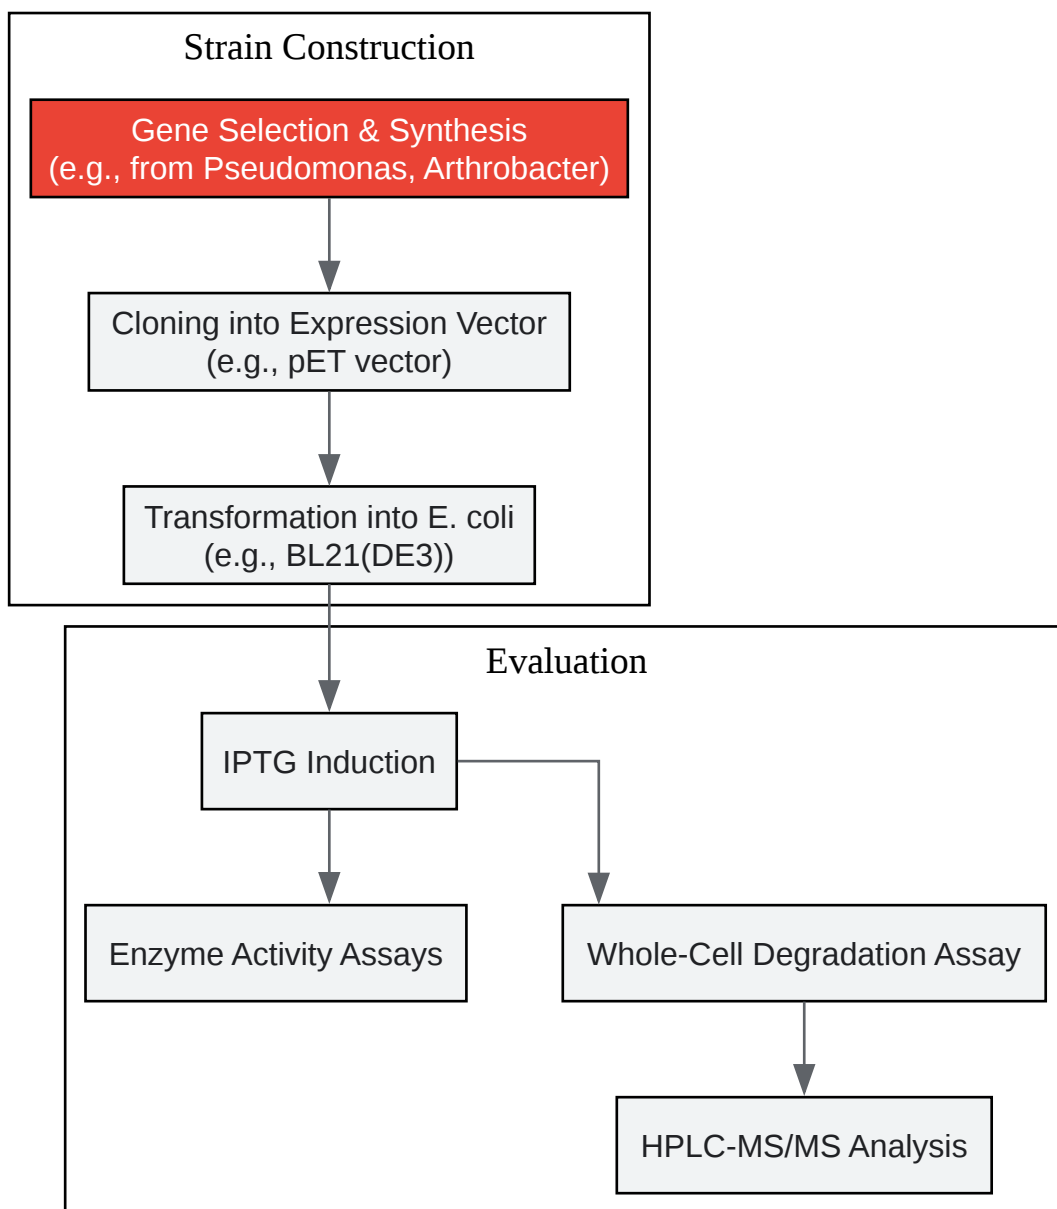 Strain Construction
Gene Selection & Synthesis
(e.g., from Pseudomonas, Arthrobacter)
Cloning into Expression Vector
(e.g., pET vector)
Transformation into E. coli
(e.g., BL21(DE3))
Evaluation
IPTG Induction
Enzyme Activity Assays
Whole-Cell Degradation Assay
HPLC-MS/MS Analysis